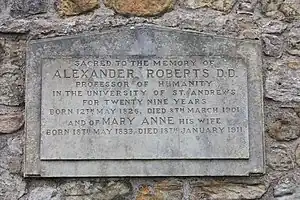 SACRED TO THE MEMORY OF
ALEXANDER ROBERTS D.D.
PROFESSOR OF HUMANITY
IN THE UNIVERSITY OF ST. ANDREWS
FOR TWENTY NINE YEARS
BORN 12TH MAY 1826, DIED 8TH MARCH 1901
AND OF MARY ANNE HIS WIFE
BORN 18TH MAY 1833, DIED 18TH JANUARY 1911